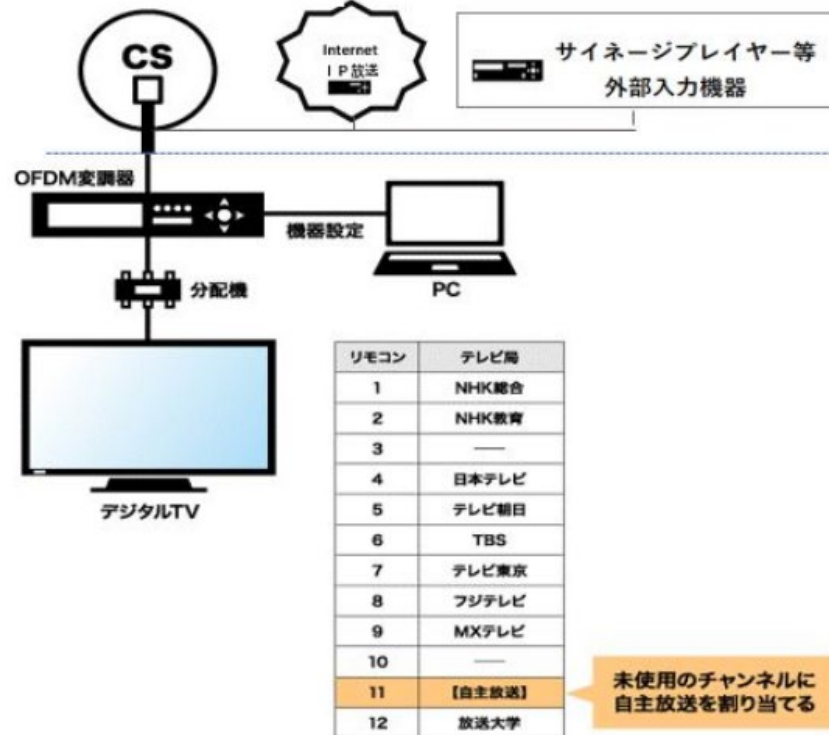 CS
Internet
IP放送
サイネージプレイヤー等
外部入力機器
OFDM変調器
機器設定
PC
分配機
デジタルTV
リモコン テレビ局
1 NHK総合
2 NHK教育
3 ——
4 日本テレビ
5 テレビ朝日
6 TBS
7 テレビ東京
8 フジテレビ
9 MXテレビ
10 ——
11 【自主放送】
12 放送大学
未使用のチャンネルに
自主放送を割り当てる